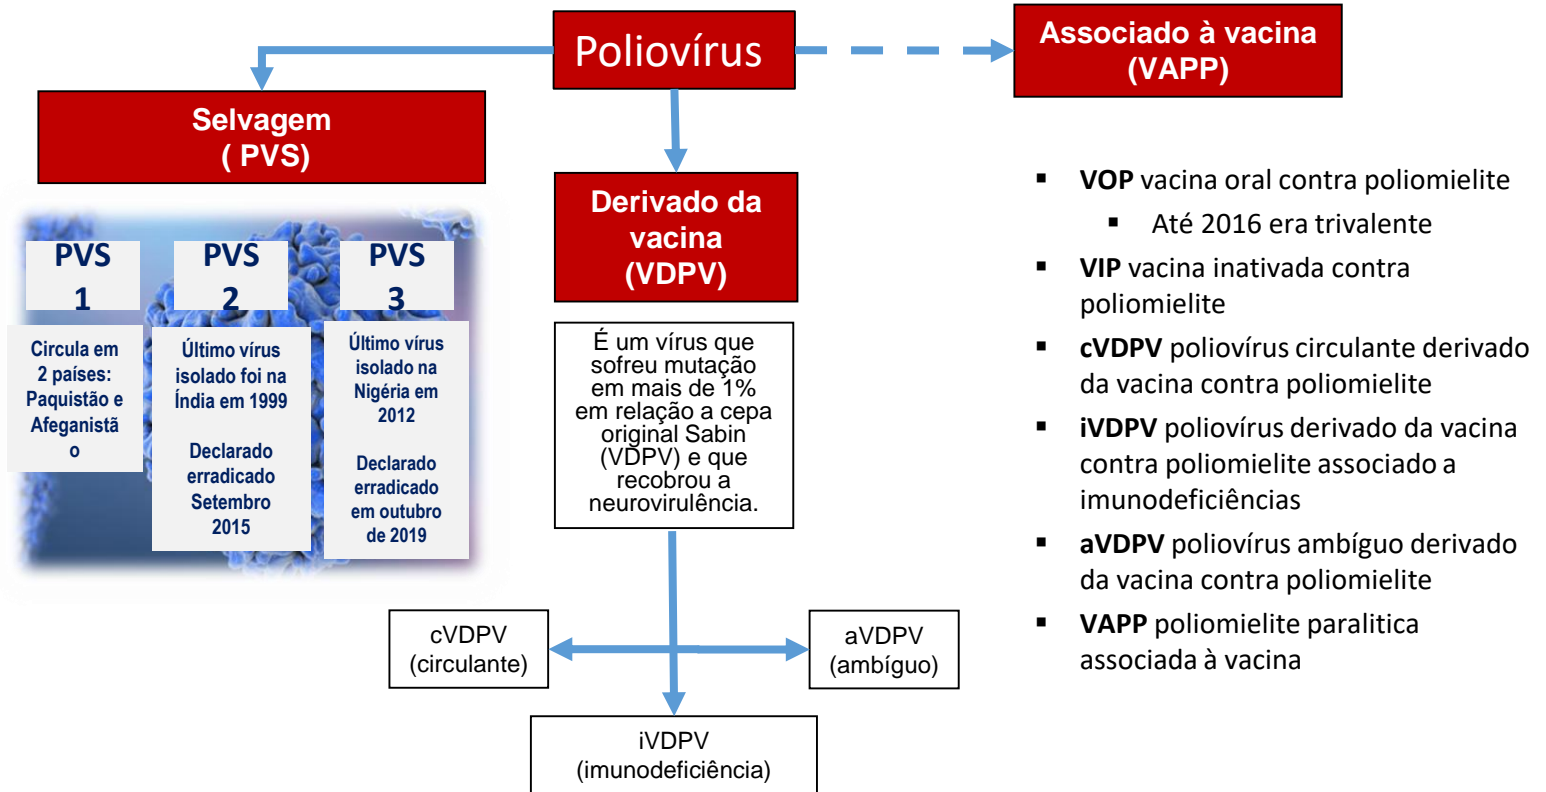 Poliovírus
Associado à vacina
(VAPP)
Selvagem
( PVS)
PVS
1
Circula em
2 países:
Paquistão e
Afeganistã
o
PVS
2
Último vírus
isolado foi na
Índia em 1999
Declarado
erradicado
Setembro
2015
PVS
3
Último vírus
isolado na
Nigéria em
2012
Declarado
erradicado
em outubro
de 2019
Derivado da
vacina
(VDPV)
É um vírus que
sofreu mutação
em mais de 1%
em relação a cepa
original Sabin
(VDPV) e que
recobrou a
neurovirulência.
cVDPV
(circulante)
aVDPV
(ambíguo)
iVDPV
(imunodeficiência)
▪ VOP vacina oral contra poliomielite
▪ Até 2016 era trivalente
▪ VIP vacina inativada contra
poliomielite
▪ cVDPV poliovírus circulante derivado
da vacina contra poliomielite
▪ iVDPV poliovírus derivado da vacina
contra poliomielite associado a
imunodeficiências
▪ aVDPV poliovírus ambíguo derivado
da vacina contra poliomielite
▪ VAPP poliomielite paralitica
associada à vacina